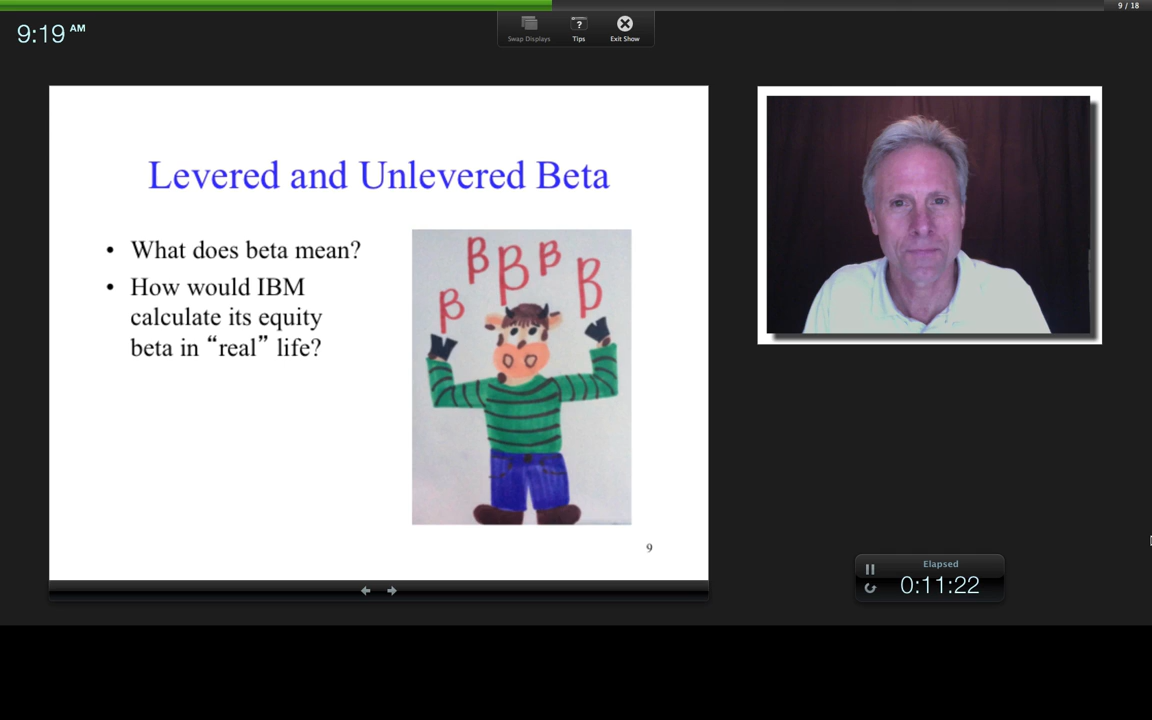 9 / 18
9:19 AM
Swap Displays
Tips
Exit Show
Levered and Unlevered Beta
• What does beta mean?
• How would IBM
calculate its equity
beta in “real” life?
β β β β β
9
Elapsed
0:11:22